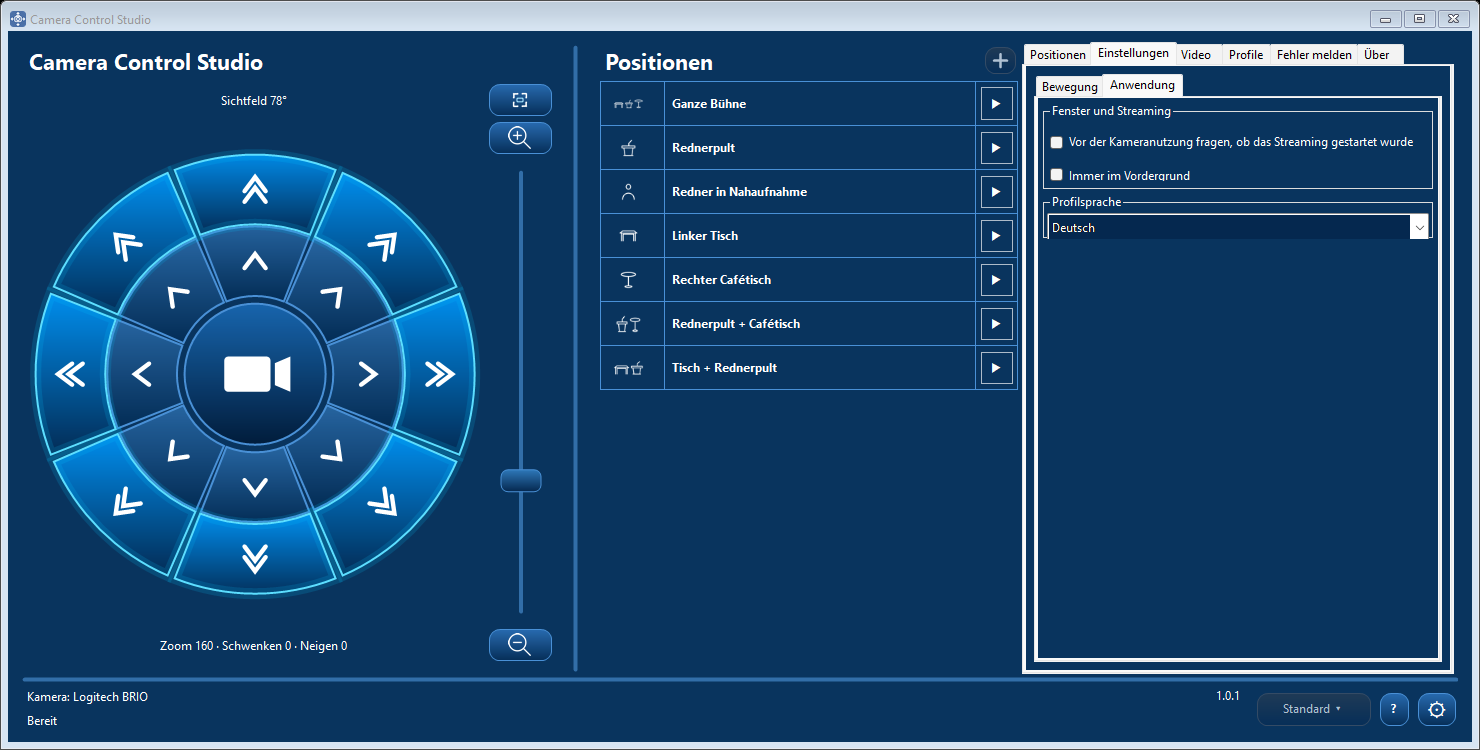 Camera Control Studio
Camera Control Studio
Sichtfeld 78°
Zoom 160 · Schwenken 0 · Neigen 0
Positionen
Ganze Bühne
Rednerpult
Redner in Nahaufnahme
Linker Tisch
Rechter Cafétisch
Rednerpult + Cafétisch
Tisch + Rednerpult
Positionen Einstellungen Video Profile Fehler melden Über
Bewegung Anwendung
Fenster und Streaming
Vor der Kameranutzung fragen, ob das Streaming gestartet wurde
Immer im Vordergrund
Profilsprache
Deutsch
Kamera: Logitech BRIO
Bereit
1.0.1
Standard
?